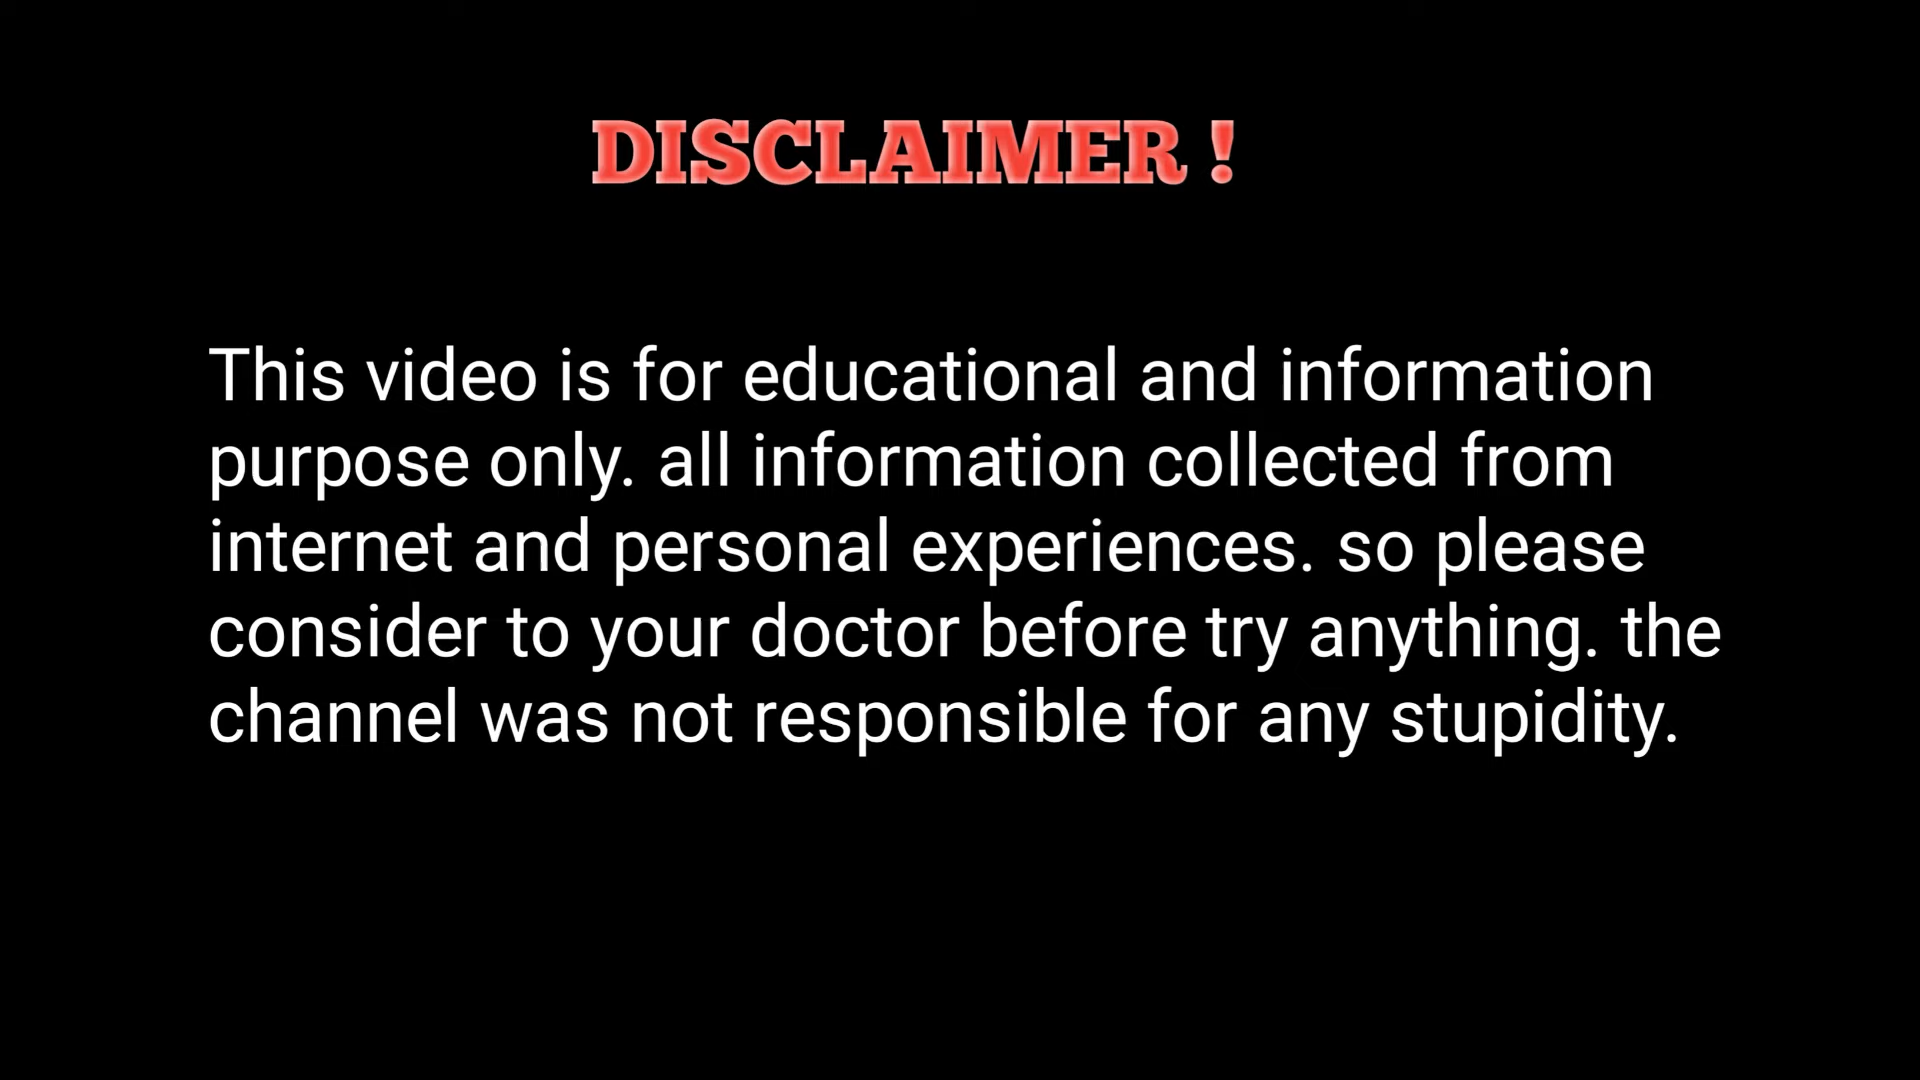 DISCLAIMER !
This video is for educational and information
purpose only. all information collected from
internet and personal experiences. so please
consider to your doctor before try anything. the
channel was not responsible for any stupidity.